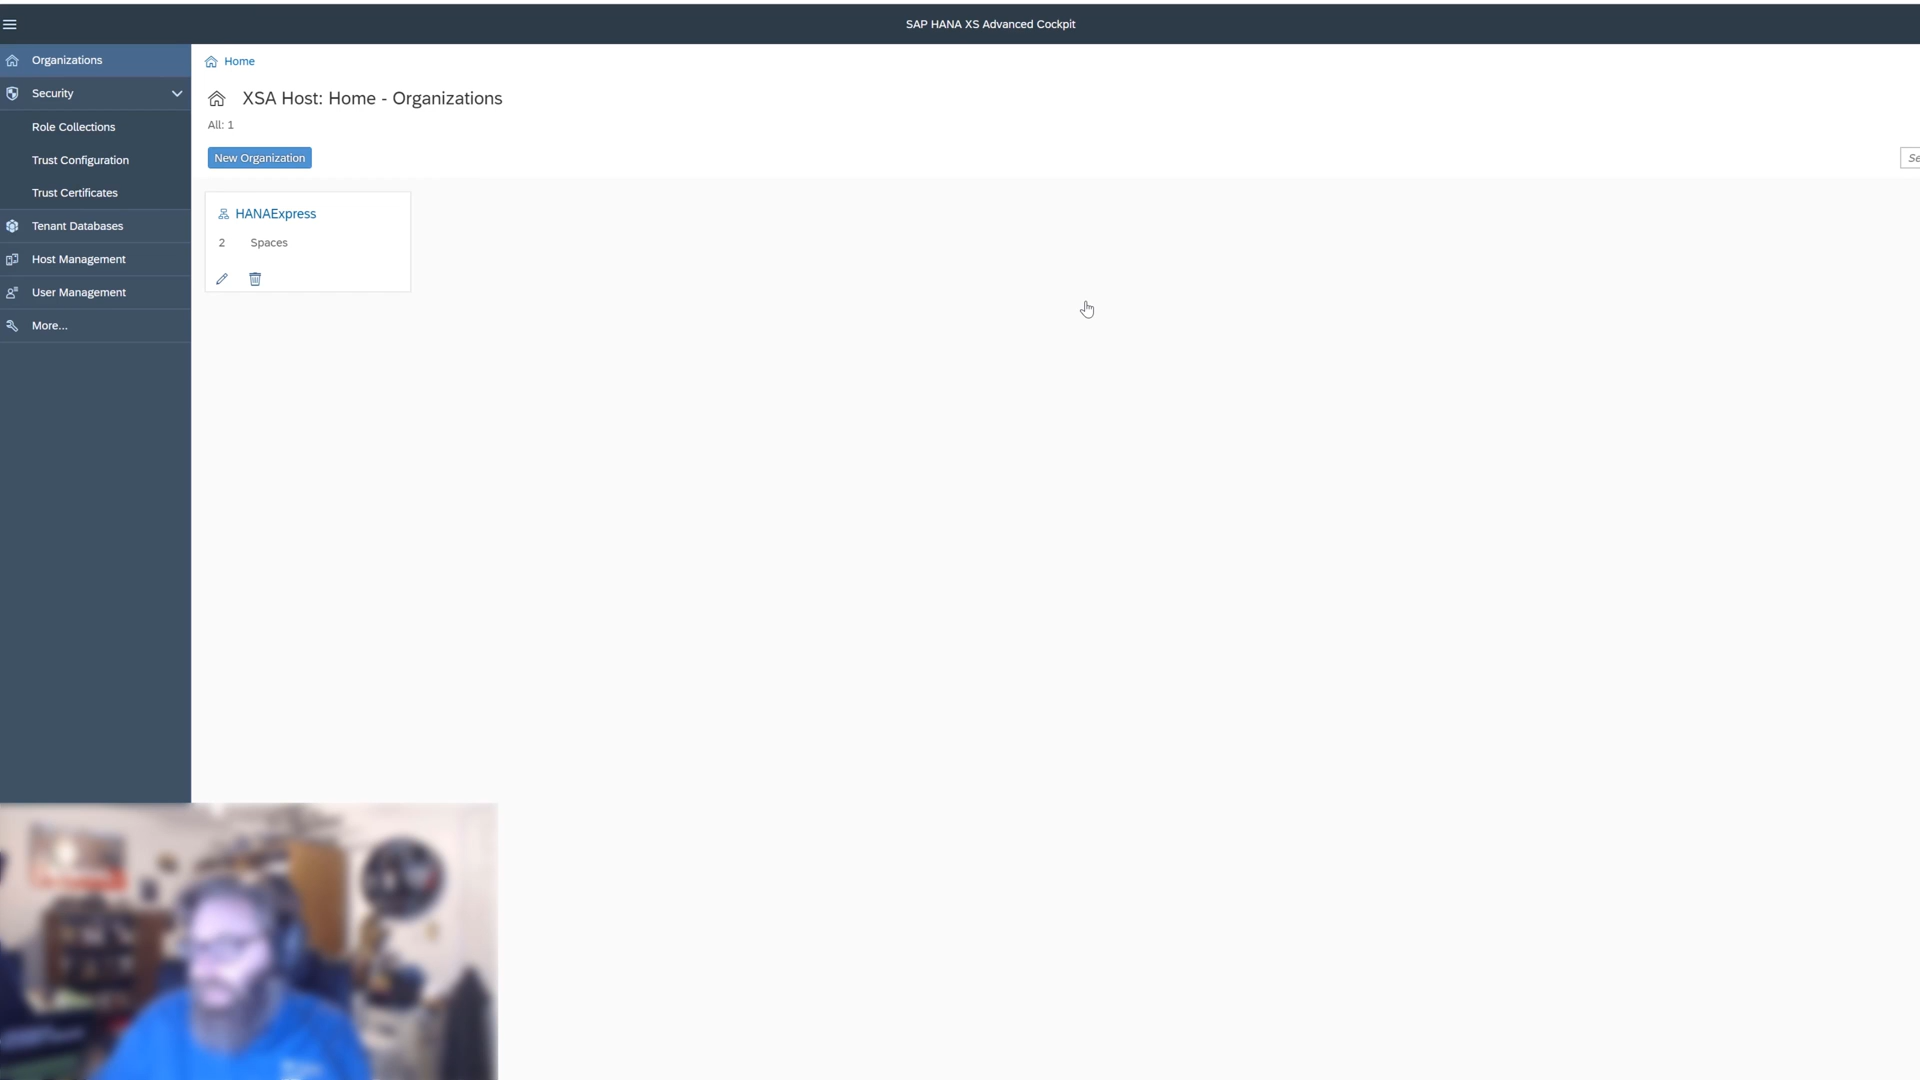 SAP HANA XS Advanced Cockpit
Organizations
Security
Role Collections
Trust Configuration
Trust Certificates
Tenant Databases
Host Management
User Management
More...
Home
XSA Host: Home - Organizations
All: 1
New Organization
Se
HANAExpress
2 Spaces